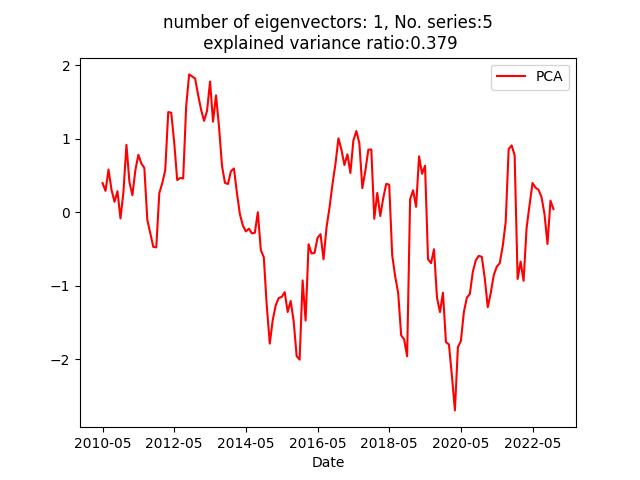 number of eigenvectors: 1, No. series:5
explained variance ratio:0.379
PCA
2
1
0
−1
−2
2010-05 2012-05 2014-05 2016-05 2018-05 2020-05 2022-05
Date